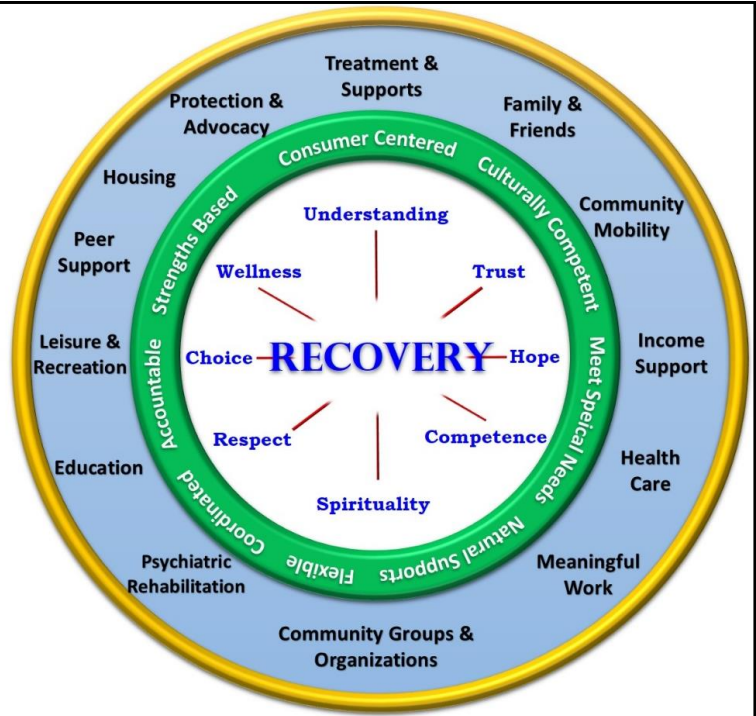 Treatment &
Supports
Family &
Friends
Community
Mobility
Income
Support
Health
Care
Meaningful
Work
Community Groups &
Organizations
Psychiatric
Rehabilitation
Education
Leisure &
Recreation
Peer
Support
Housing
Protection &
Advocacy
Consumer Centered
Culturally Competent
Meet Speical Needs
Natural Supports
Flexible
Coordinated
Accountable
Strengths Based
Understanding
Trust
Hope
Competence
Spirituality
Respect
Choice
Wellness
RECOVERY